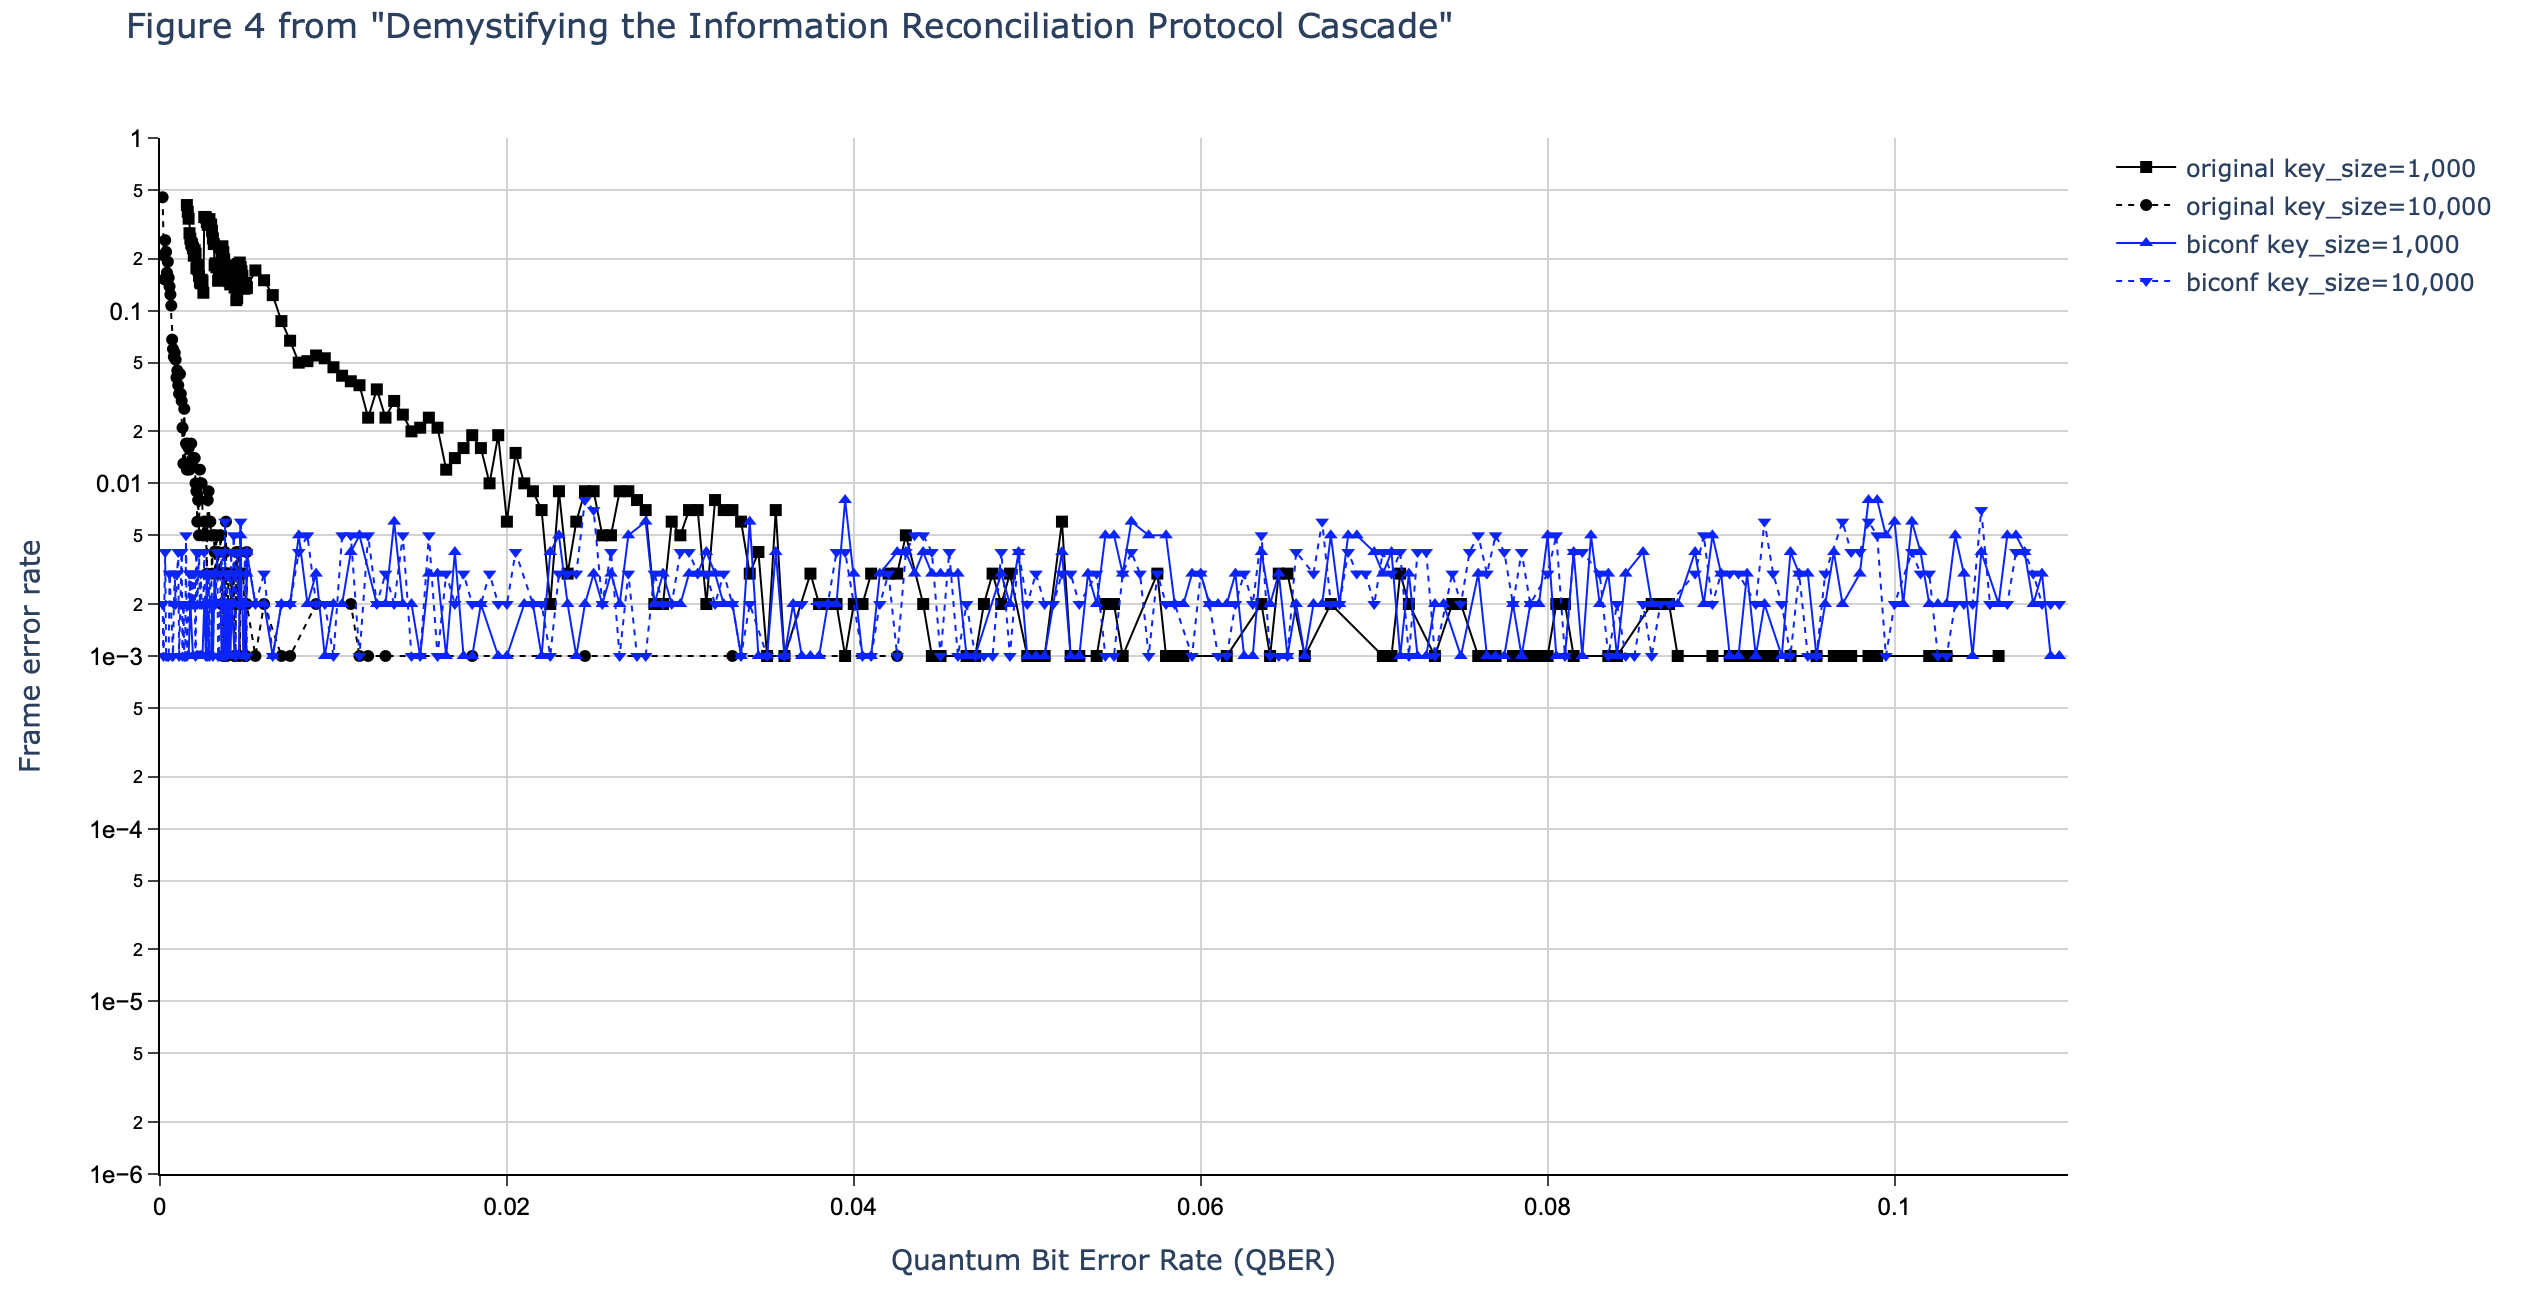 Figure 4 from "Demystifying the Information Reconciliation Protocol Cascade"
original key_size=1,000
original key_size=10,000
biconf key_size=1,000
biconf key_size=10,000
Frame error rate
1
5
2
0.1
5
2
0.01
5
2
1e−3
5
2
1e−4
5
2
1e−5
5
2
1e−6
0
0.02
0.04
0.06
0.08
0.1
Quantum Bit Error Rate (QBER)